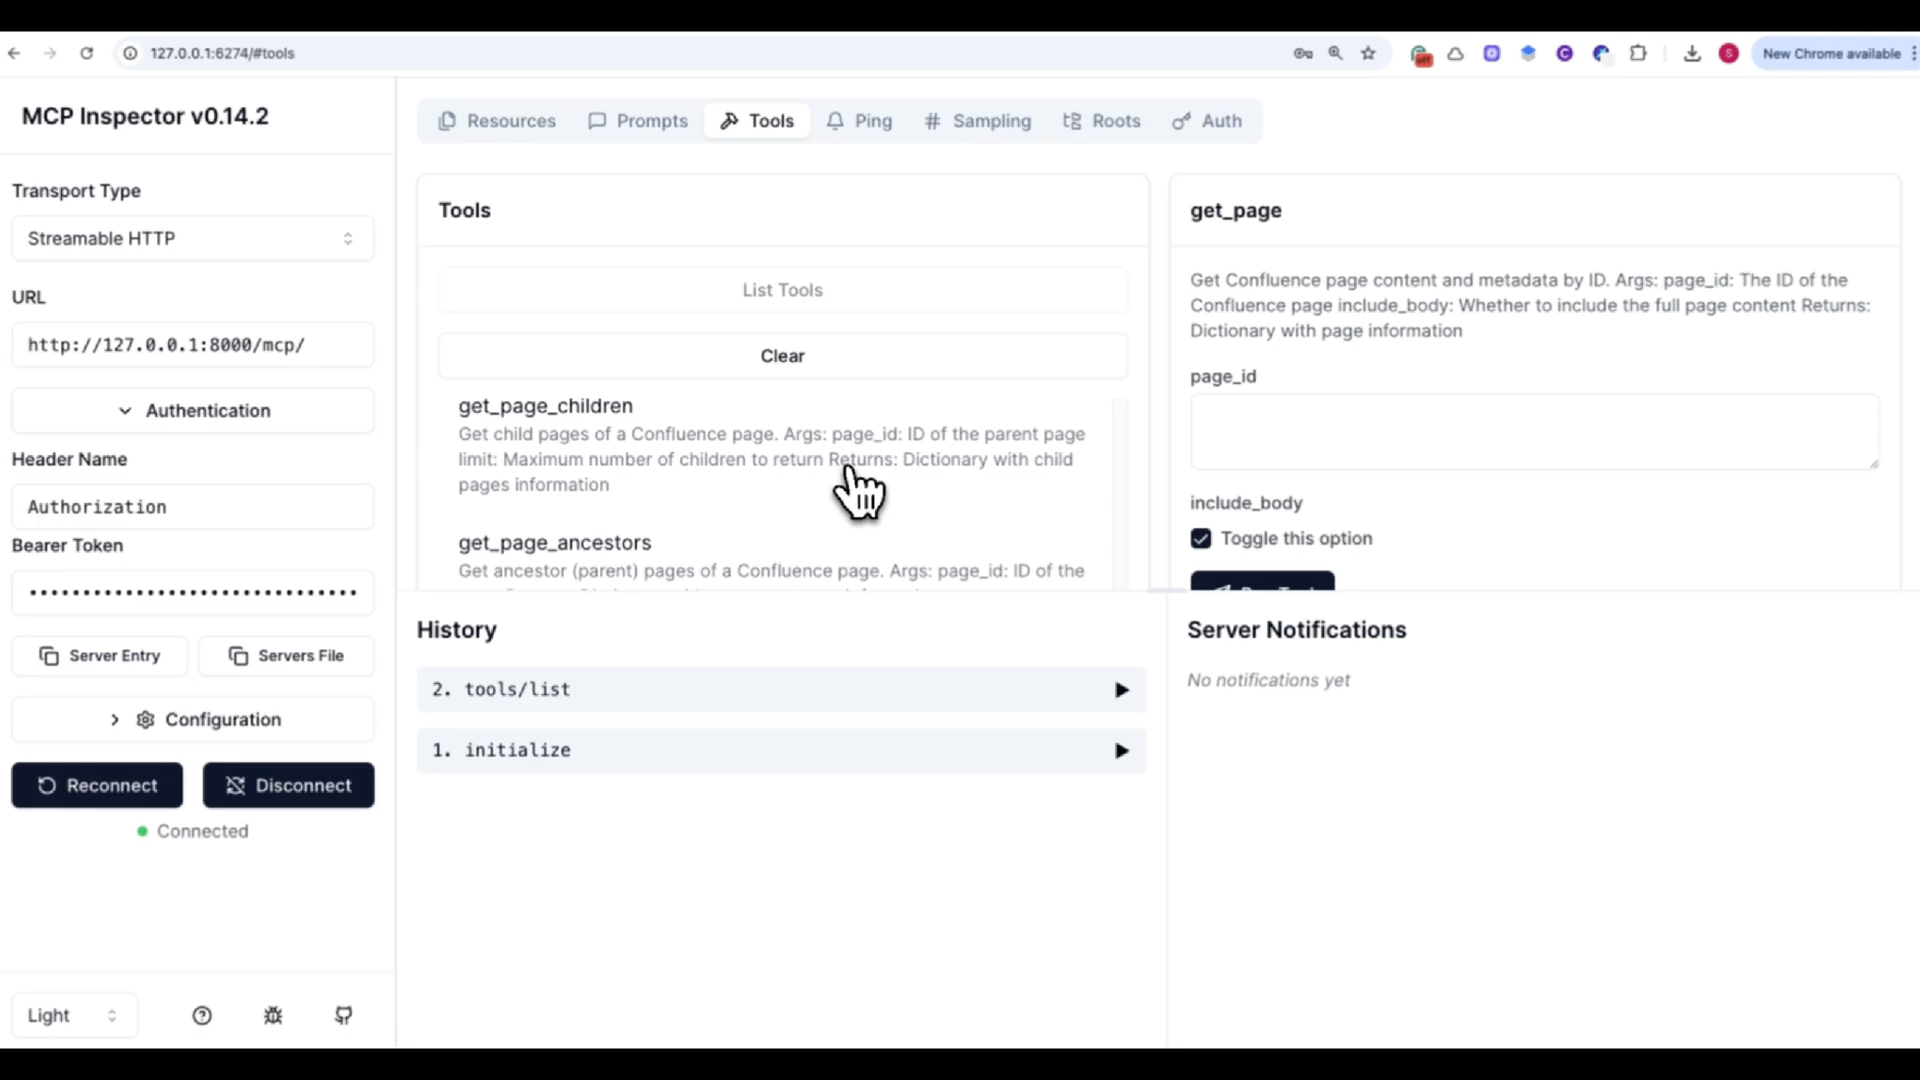 127.0.0.1:6274/#tools
New Chrome available
MCP Inspector v0.14.2
Transport Type
Streamable HTTP
URL
http://127.0.0.1:8000/mcp/
Authentication
Header Name
Authorization
Bearer Token
••••••••••••••••••••••••••••••••
Server Entry
Servers File
Configuration
Reconnect
Disconnect
Connected
Light
Resources
Prompts
Tools
Ping
Sampling
Roots
Auth
Tools
List Tools
Clear
get_page_children
Get child pages of a Confluence page. Args: page_id: ID of the parent page
limit: Maximum number of children to return Returns: Dictionary with child
pages information
get_page_ancestors
Get ancestor (parent) pages of a Confluence page. Args: page_id: ID of the
get_page
Get Confluence page content and metadata by ID. Args: page_id: The ID of the
Confluence page include_body: Whether to include the full page content Returns:
Dictionary with page information
page_id
include_body
Toggle this option
History
2. tools/list
1. initialize
Server Notifications
No notifications yet